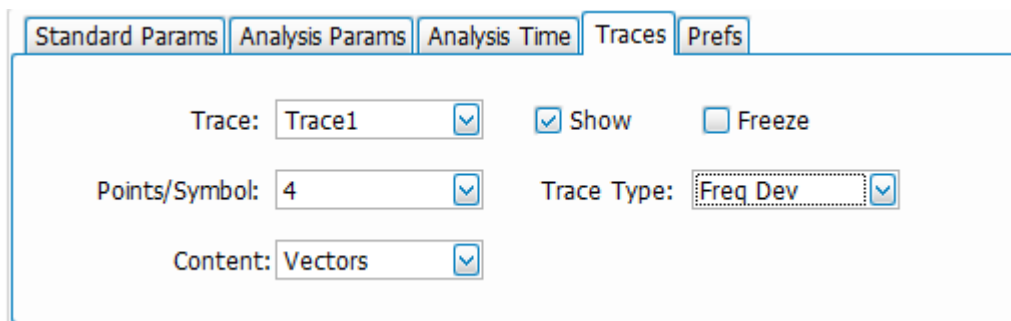 Standard Params Analysis Params Analysis Time Traces Prefs
Trace: Trace1 Show Freeze
Points/Symbol: 4 Trace Type: Freq Dev
Content: Vectors